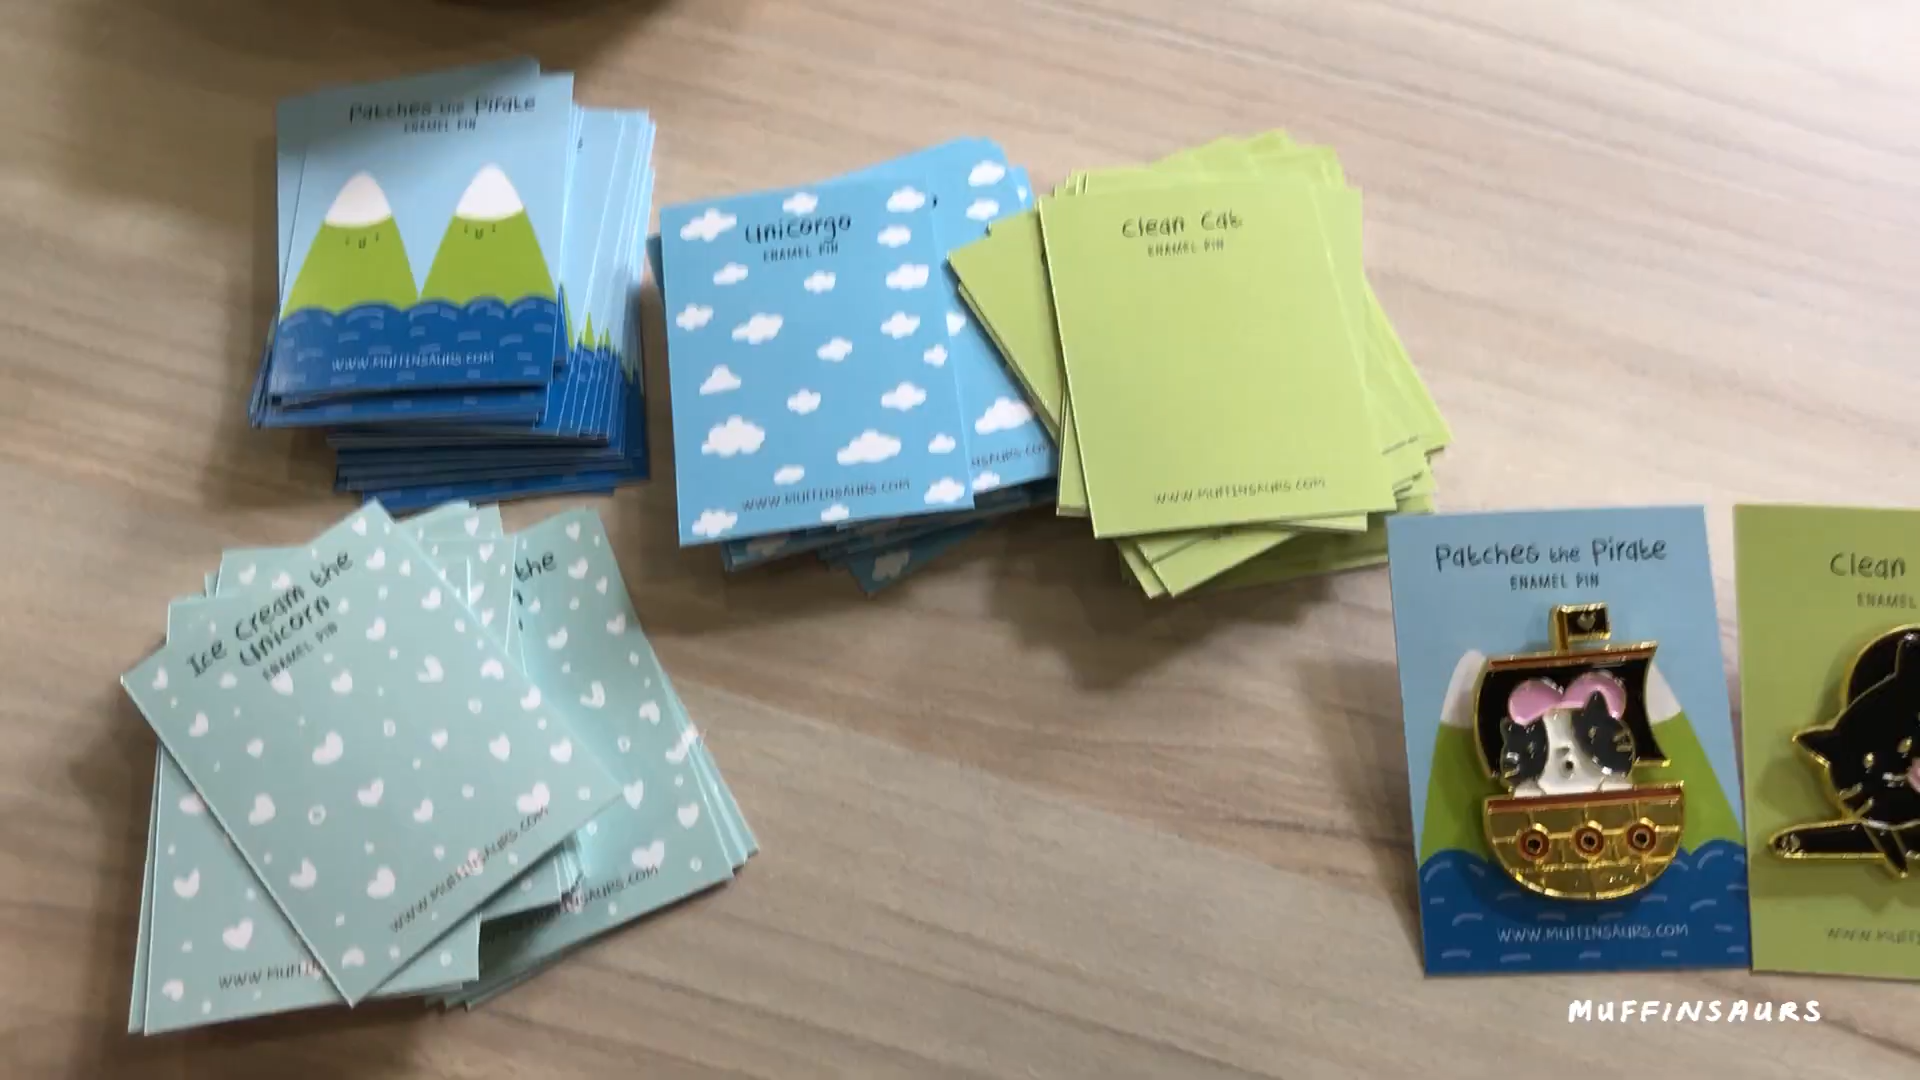 Patches the Pirate
ENAMEL PIN
WWW.MUFFINSAURS.COM
Unicorgo
ENAMEL PIN
WWW.MUFFINSAURS.COM
Clean Cat
ENAMEL PIN
WWW.MUFFINSAURS.COM
Ice Cream the
Unicorn
ENAMEL PIN
WWW.MUFFINSAURS.COM
the
Patches the Pirate
ENAMEL PIN
WWW.MUFFINSAURS.COM
Clean
ENAMEL
MUFFINSAURS